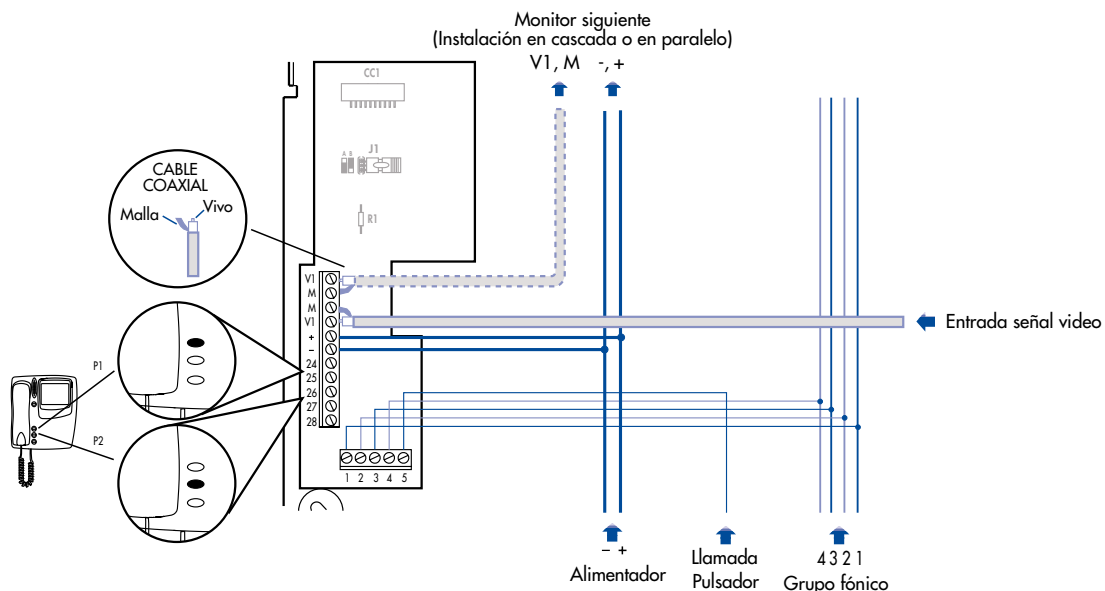 Monitor siguiente
(Instalación en cascada o en paralelo)
V1, M -, +
CC1
A B
J1
R1
CABLE
COAXIAL
Malla
Vivo
V1
M
M
V1
+
–
24
25
26
27
28
Entrada señal video
P1
P2
1 2 3 4 5
– +
Alimentador
Llamada
Pulsador
4 3 2 1
Grupo fónico